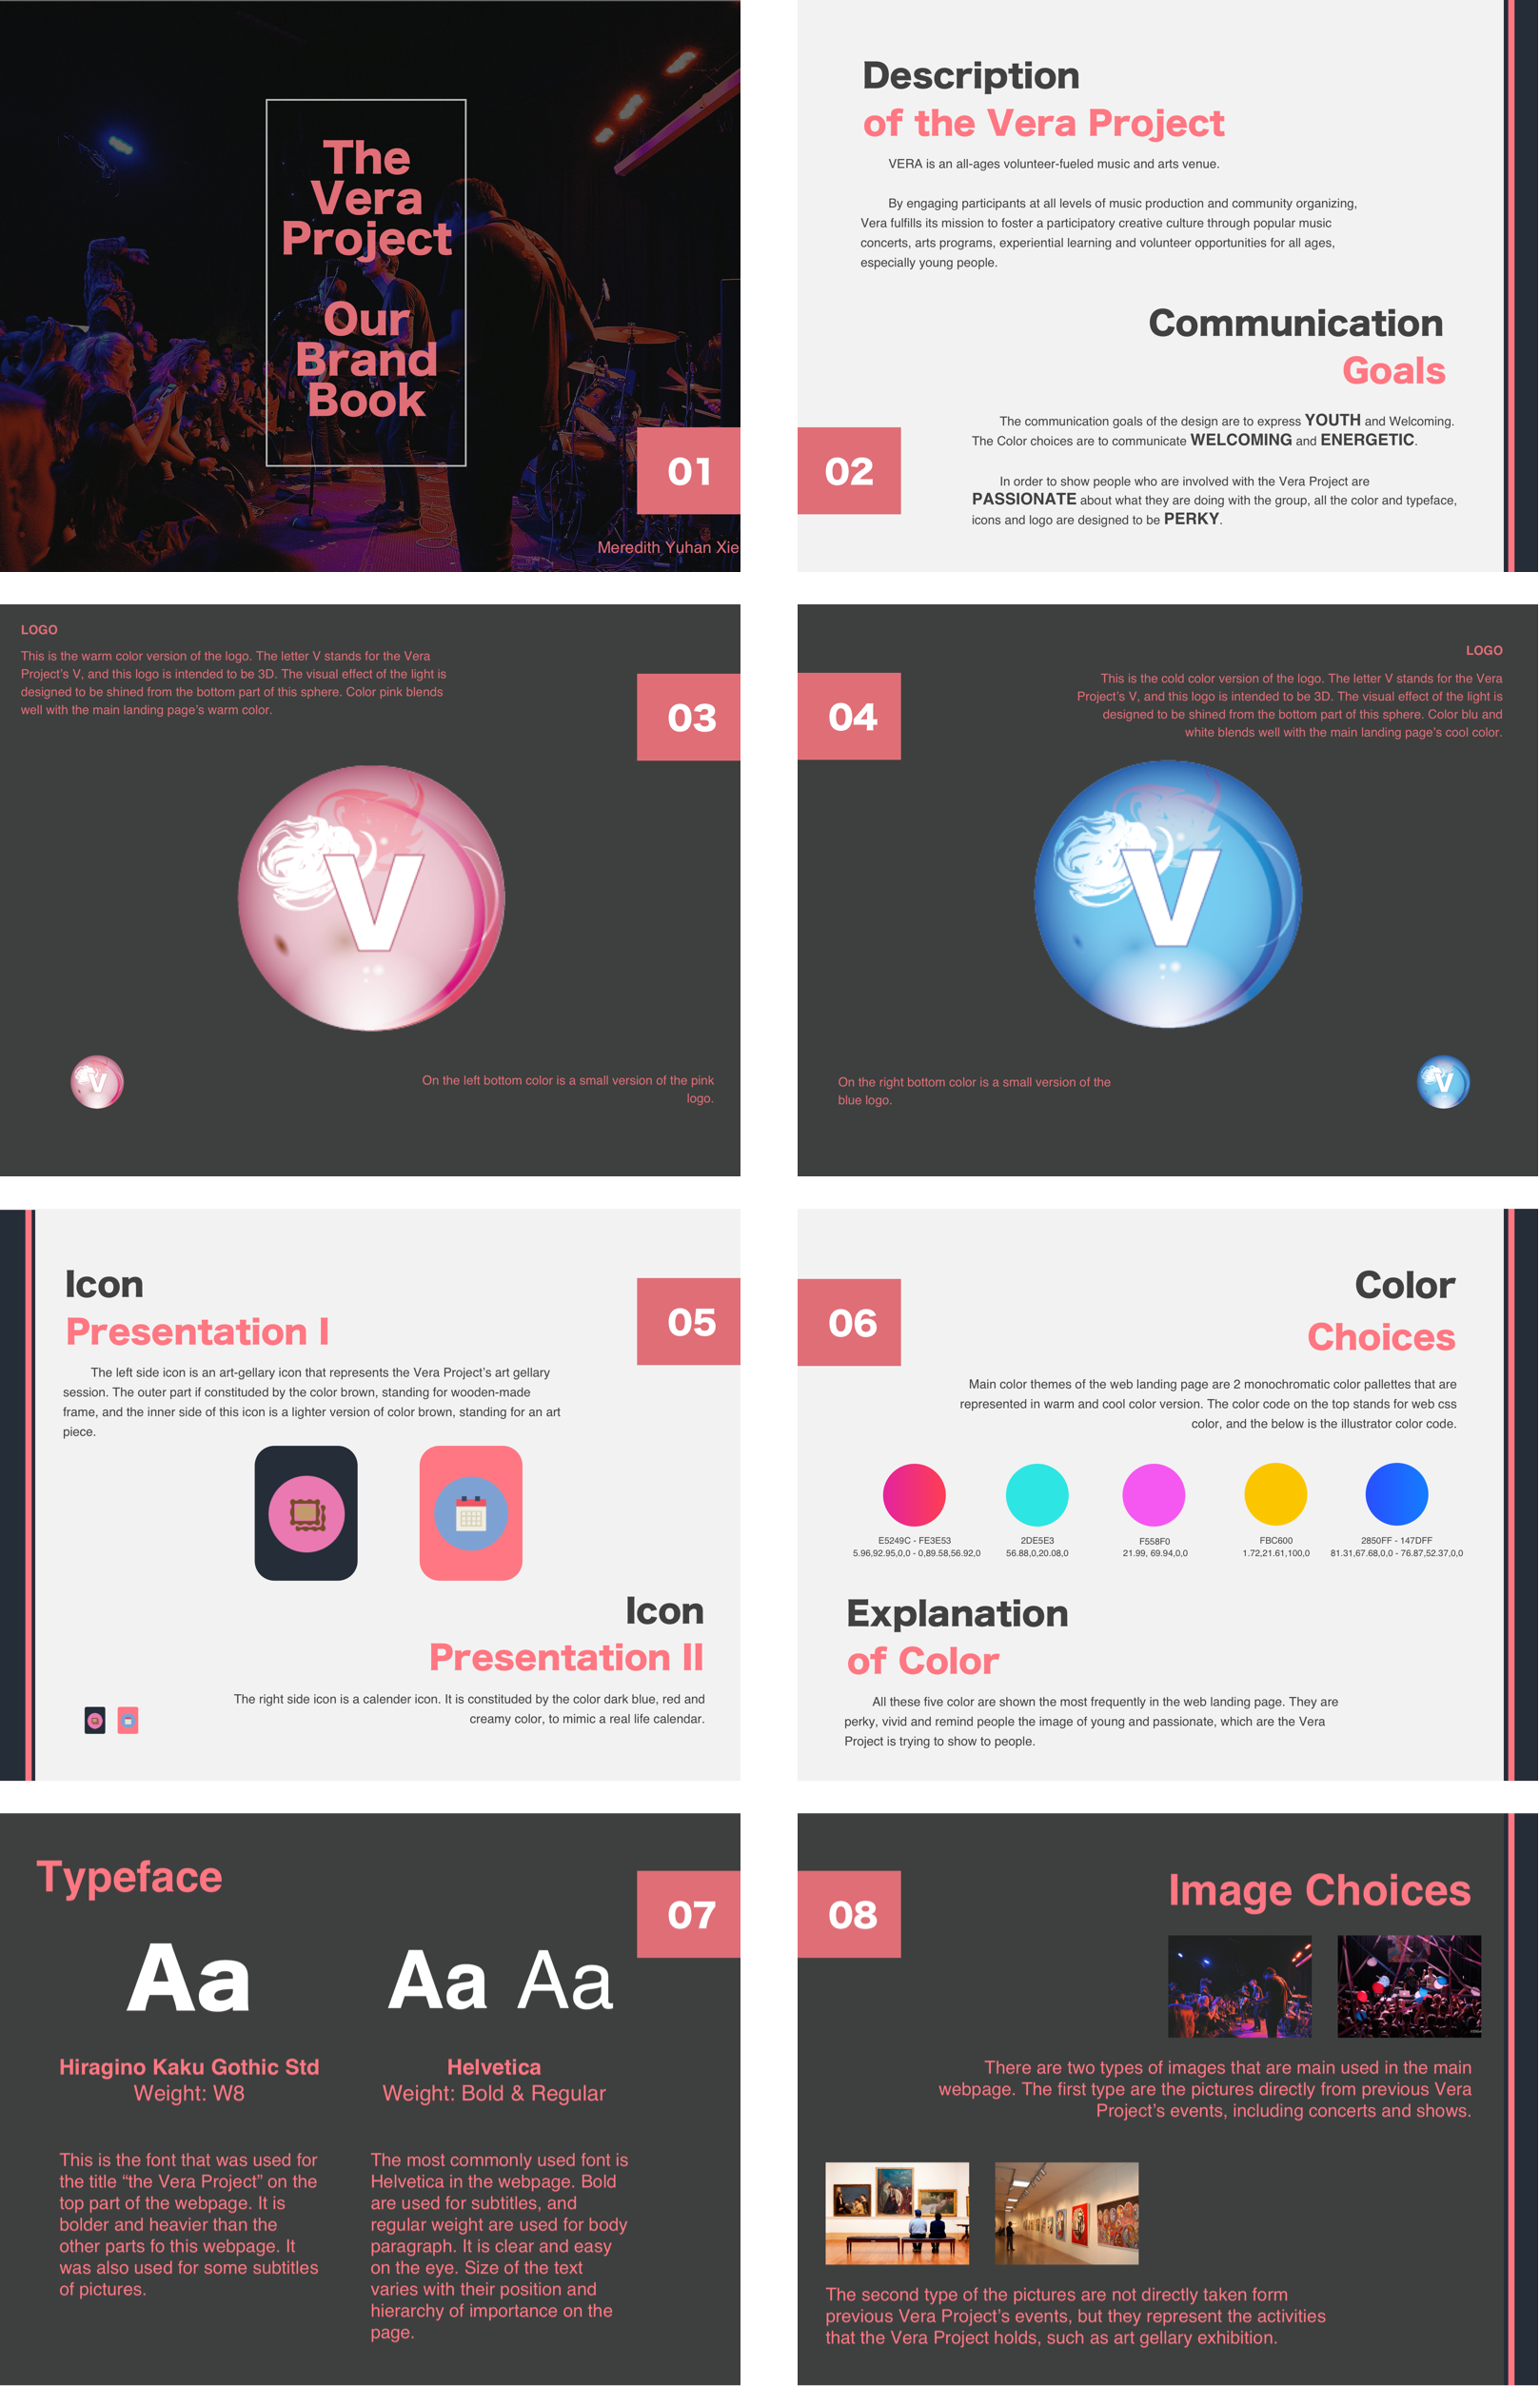 The
Vera
Project
Our
Brand
Book
01
Meredith Yuhan Xie
Description
of the Vera Project
VERA is an all-ages volunteer-fueled music and arts venue.
By engaging participants at all levels of music production and community organizing,
Vera fulfills its mission to foster a participatory creative culture through popular music
concerts, arts programs, experiential learning and volunteer opportunities for all ages,
especially young people.
Communication
Goals
The communication goals of the design are to express YOUTH and Welcoming.
The Color choices are to communicate WELCOMING and ENERGETIC.
In order to show people who are involved with the Vera Project are
PASSIONATE about what they are doing with the group, all the color and typeface,
icons and logo are designed to be PERKY.
02
LOGO
This is the warm color version of the logo. The letter V stands for the Vera
Project's V, and this logo is intended to be 3D. The visual effect of the light is
designed to be shined from the bottom part of this sphere. Color pink blends
well with the main landing page's warm color.
03
V
V
On the left bottom color is a small version of the pink
logo.
LOGO
This is the cold color version of the logo. The letter V stands for the Vera
Project's V, and this logo is intended to be 3D. The visual effect of the light is
designed to be shined from the bottom part of this sphere. Color blu and
white blends well with the main landing page's cool color.
04
V
On the right bottom color is a small version of the
blue logo.
V
Icon
Presentation I
The left side icon is an art-gellary icon that represents the Vera Project's art gellary
session. The outer part if constituded by the color brown, standing for wooden-made
frame, and the inner side of this icon is a lighter version of color brown, standing for an art
piece.
05
Icon
Presentation II
The right side icon is a calender icon. It is constituded by the color dark blue, red and
creamy color, to mimic a real life calendar.
06
Color
Choices
Main color themes of the web landing page are 2 monochromatic color pallettes that are
represented in warm and cool color version. The color code on the top stands for web css
color, and the below is the illustrator color code.
E5249C - FE3E53
5.96,92.95,0,0 - 0,89.58,56.92,0
2DE5E3
56.88,0,20.08,0
F558F0
21.99, 69.94,0,0
FBC600
1.72,21.61,100,0
2850FF - 147DFF
81.31,67.68,0,0 - 76.87,52.37,0,0
Explanation
of Color
All these five color are shown the most frequently in the web landing page. They are
perky, vivid and remind people the image of young and passionate, which are the Vera
Project is trying to show to people.
Typeface
07
Aa
Hiragino Kaku Gothic Std
Weight: W8
This is the font that was used for
the title “the Vera Project” on the
top part of the webpage. It is
bolder and heavier than the
other parts fo this webpage. It
was also used for some subtitles
of pictures.
Aa Aa
Helvetica
Weight: Bold & Regular
The most commonly used font is
Helvetica in the webpage. Bold
are used for subtitles, and
regular weight are used for body
paragraph. It is clear and easy
on the eye. Size of the text
varies with their position and
hierarchy of importance on the
page.
08
Image Choices
There are two types of images that are main used in the main
webpage. The first type are the pictures directly from previous Vera
Project's events, including concerts and shows.
The second type of the pictures are not directly taken form
previous Vera Project's events, but they represent the activities
that the Vera Project holds, such as art gellary exhibition.